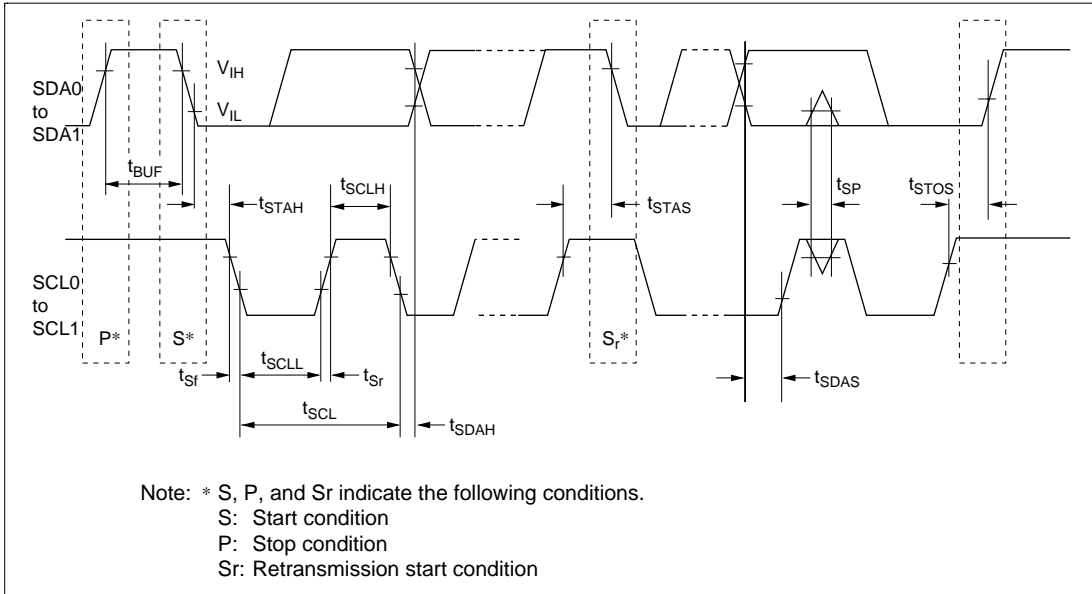 SDA0
to
SDA1
VIH
VIL
tBUF
tSTAH
tSCLH
tSTAS
tSP
tSTOS
SCL0
to
SCL1
P*
S*
Sr*
tSf
tSCLL
tSr
tSCL
tSDAH
tSDAS
Note: * S, P, and Sr indicate the following conditions.
S: Start condition
P: Stop condition
Sr: Retransmission start condition